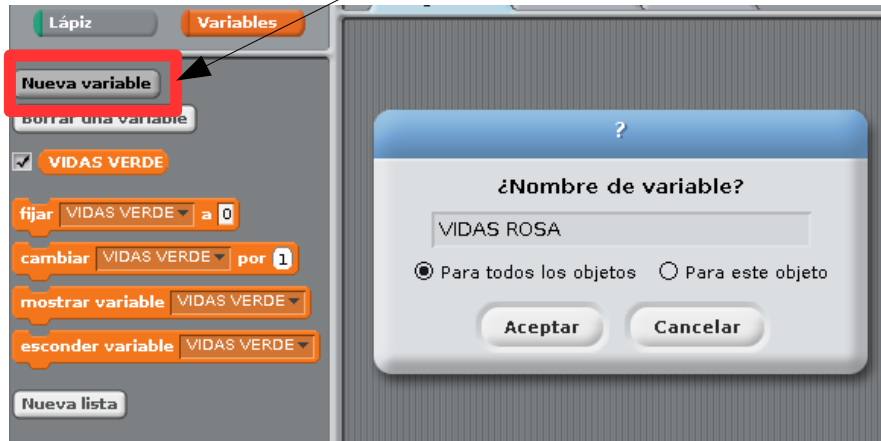 Lápiz
Variables
Nueva variable
Borrar una variable
VIDAS VERDE
fijar VIDAS VERDE a 0
cambiar VIDAS VERDE por 1
mostrar variable VIDAS VERDE
esconder variable VIDAS VERDE
Nueva lista
?
¿Nombre de variable?
VIDAS ROSA
Para todos los objetos Para este objeto
Aceptar Cancelar